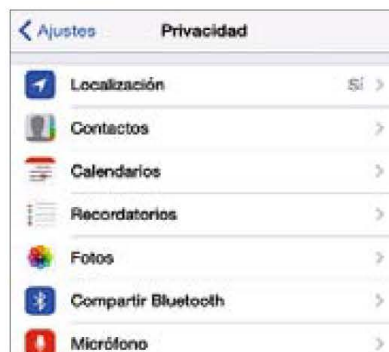 Ajustes Privacidad
Localización Sí
Contactos
Calendarios
Recordatorios
Fotos
Compartir Bluetooth
Micrófono